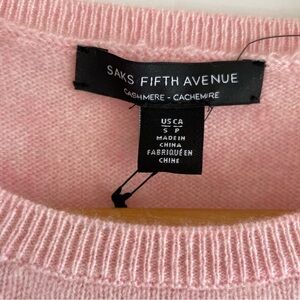 SAKS FIFTH AVENUE
CASHMERE - CACHEMIRE
US CA
S P
MADE IN
CHINA
FABRIQUÉ EN
CHINE